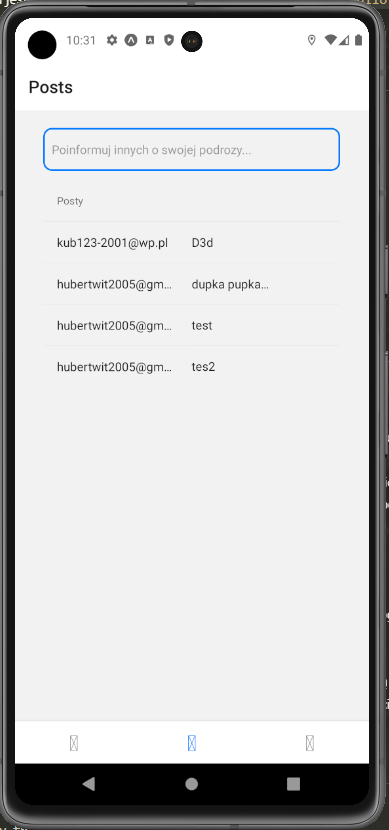 10:31
Posts
Poinformuj innych o swojej podrozy...
Posty
kub123-2001@wp.pl D3d
hubertwit2005@gm... dupka pupka...
hubertwit2005@gm... test
hubertwit2005@gm... tes2